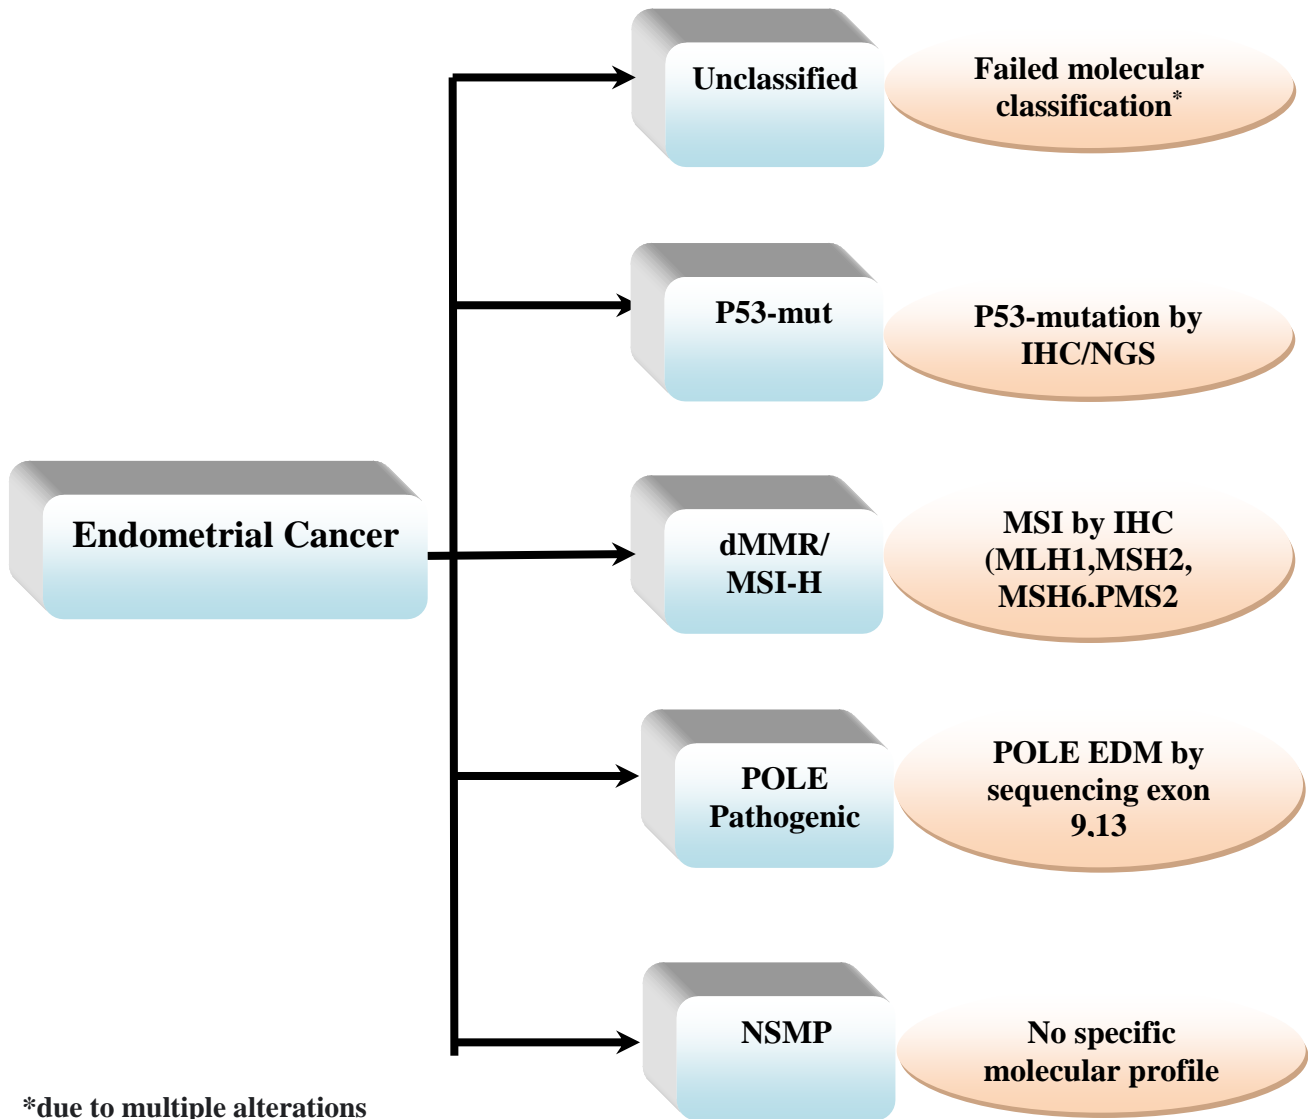 Unclassified
Failed molecular
classification*
P53-mut
P53-mutation by
IHC/NGS
Endometrial Cancer
dMMR/
MSI-H
MSI by IHC
(MLH1,MSH2,
MSH6,PMS2
POLE
Pathogenic
POLE EDM by
sequencing exon
9,13
NSMP
No specific
molecular profile
*due to multiple alterations